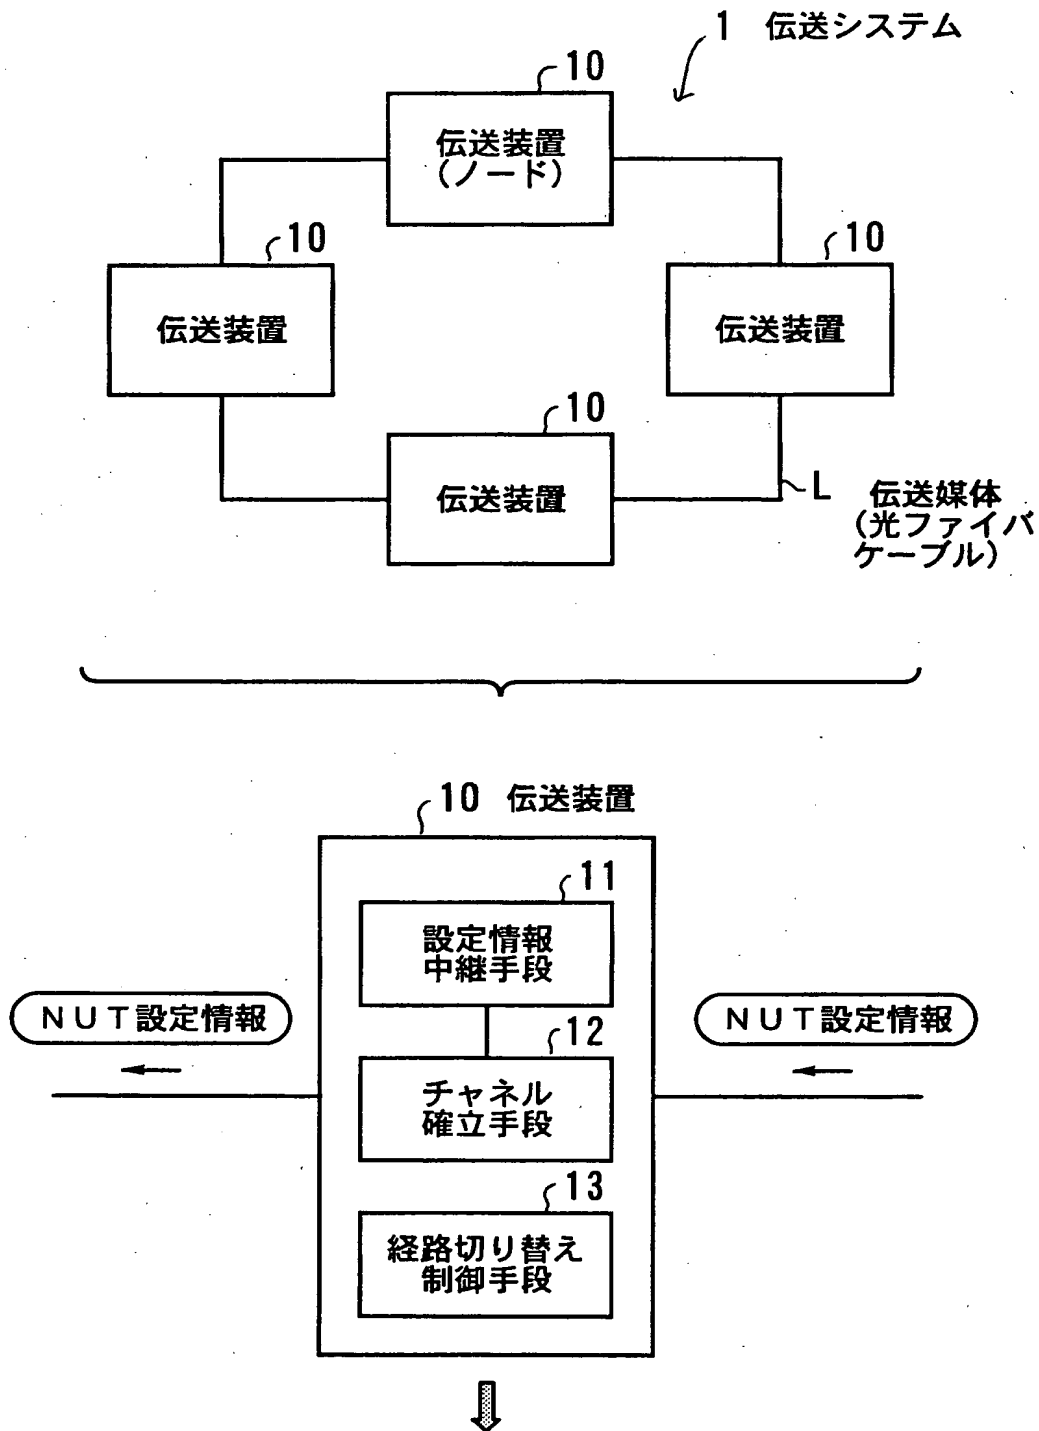 1 伝送システム
10
伝送装置
(ノード)
10
伝送装置
10
伝送装置
10
伝送装置
L 伝送媒体
(光ファイバ
ケーブル)
10 伝送装置
11
設定情報
中継手段
NUT設定情報
NUT設定情報
12
チャネル
確立手段
13
経路切り替え
制御手段